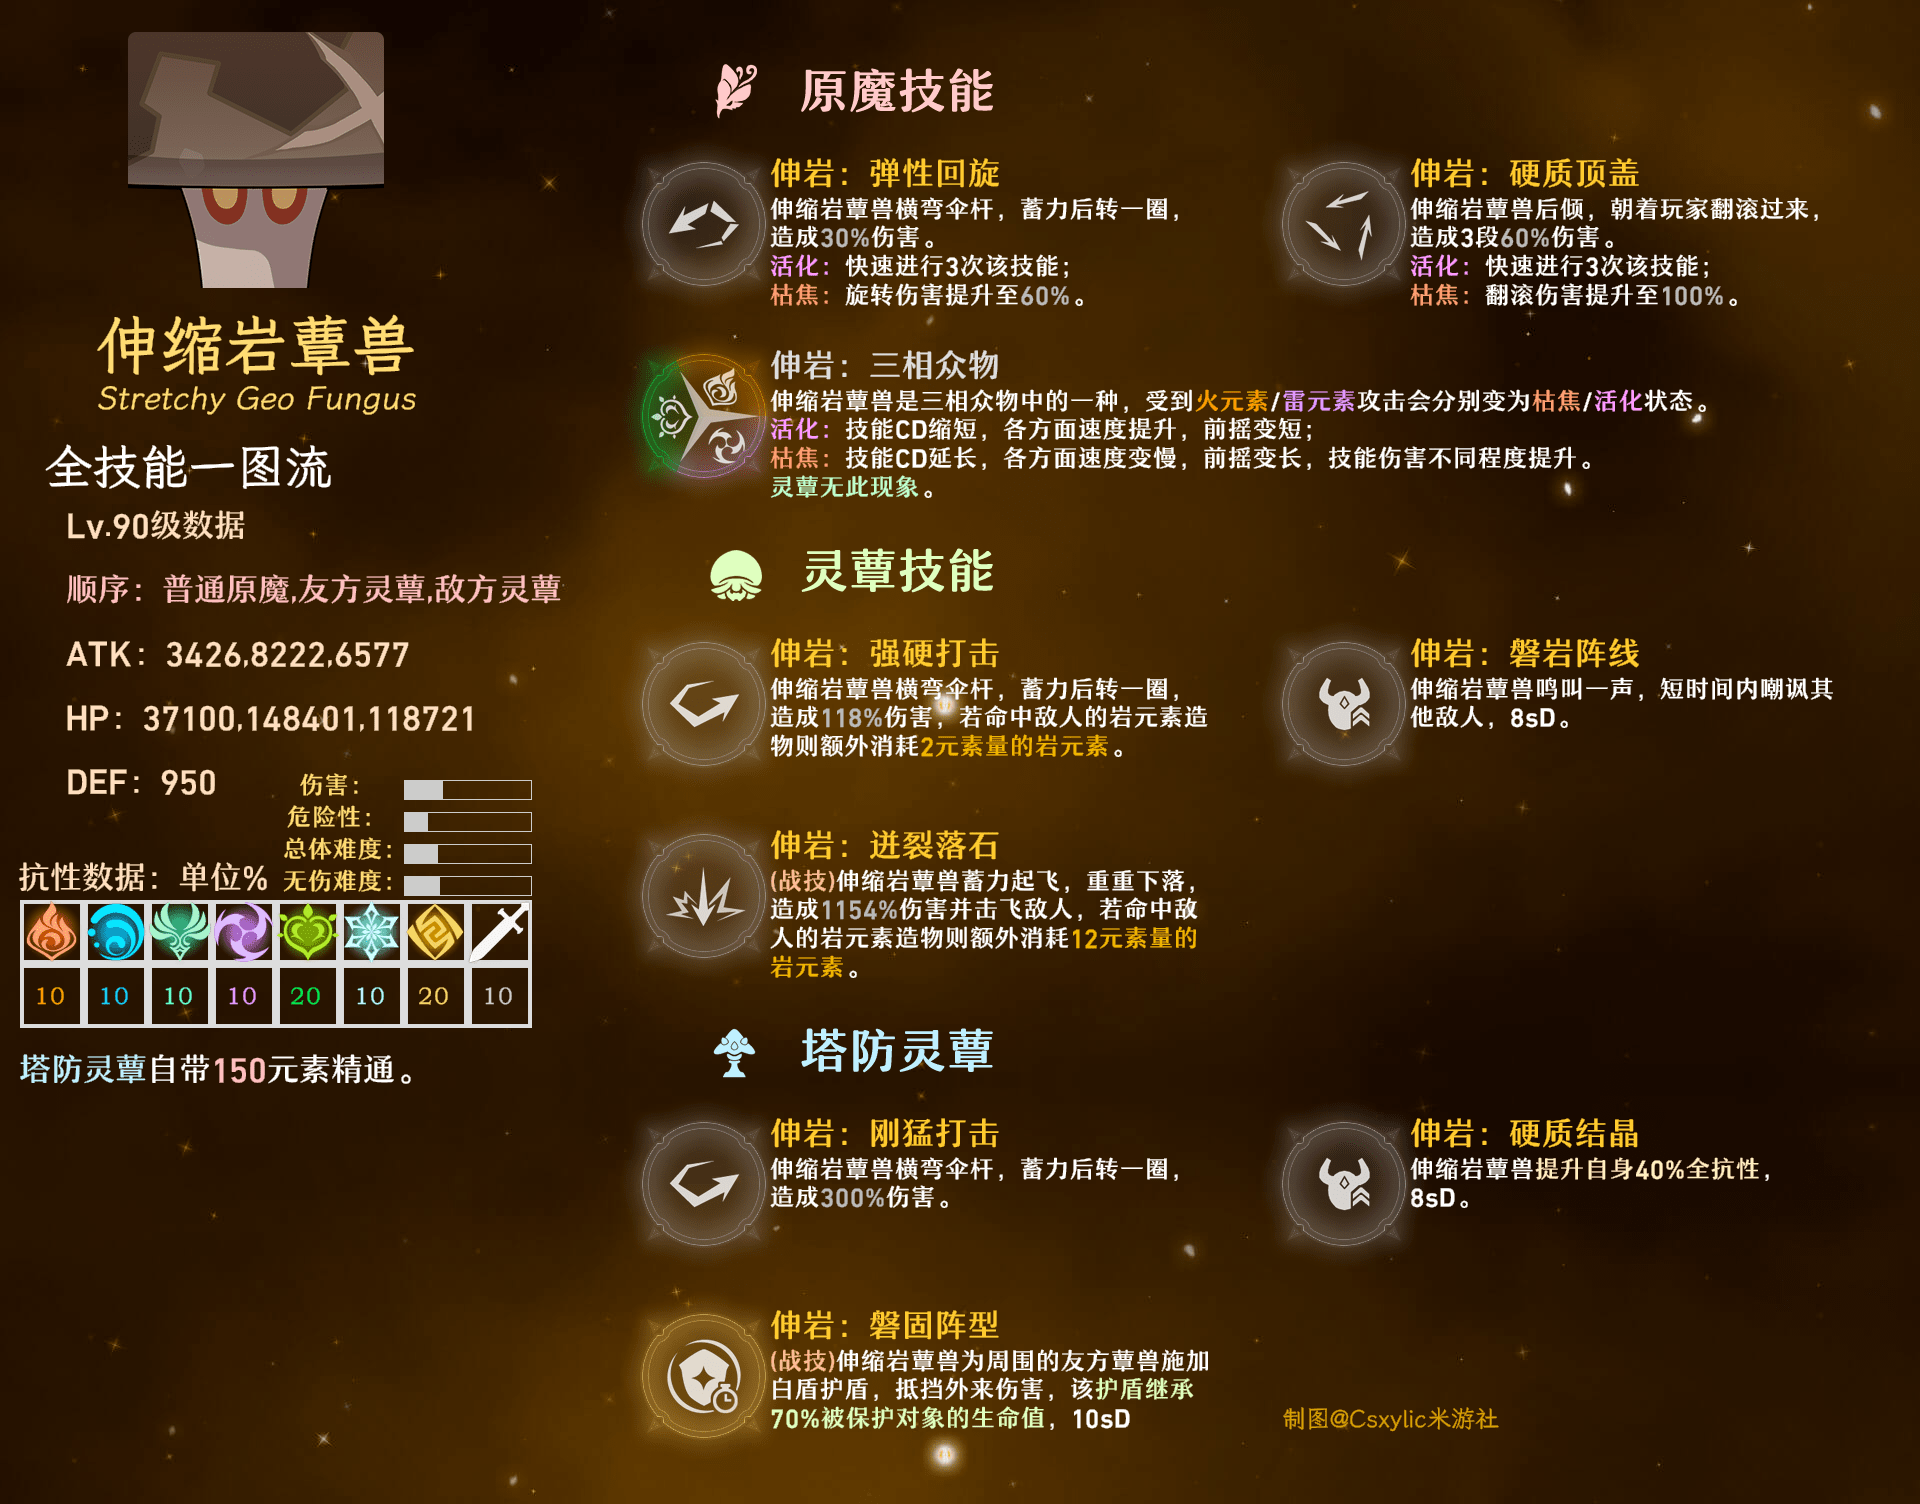 伸缩岩蕈兽
Stretchy Geo Fungus
全技能一图流
Lv.90级数据
顺序：普通原魔,友方灵蕈,敌方灵蕈
ATK：3426,8222,6577
HP：37100,148401,118721
DEF：950
伤害：
危险性：
总体难度：
无伤难度：
抗性数据：单位%
10 10 10 10 20 10 20 10
塔防灵蕈自带150元素精通。
原魔技能
伸岩：弹性回旋
伸缩岩蕈兽横弯伞杆，蓄力后转一圈，
造成30%伤害。
活化：快速进行3次该技能；
枯焦：旋转伤害提升至60%。
伸岩：硬质顶盖
伸缩岩蕈兽后倾，朝着玩家翻滚过来，
造成3段60%伤害。
活化：快速进行3次该技能；
枯焦：翻滚伤害提升至100%。
伸岩：三相众物
伸缩岩蕈兽是三相众物中的一种，受到火元素/雷元素攻击会分别变为枯焦/活化状态。
活化：技能CD缩短，各方面速度提升，前摇变短；
枯焦：技能CD延长，各方面速度变慢，前摇变长，技能伤害不同程度提升。
灵蕈无此现象。
灵蕈技能
伸岩：强硬打击
伸缩岩蕈兽横弯伞杆，蓄力后转一圈，
造成118%伤害，若命中敌人的岩元素造
物则额外消耗2元素量的岩元素。
伸岩：磐岩阵线
伸缩岩蕈兽鸣叫一声，短时间内嘲讽其
他敌人，8sD。
伸岩：迸裂落石
(战技)伸缩岩蕈兽蓄力起飞，重重下落，
造成1154%伤害并击飞敌人，若命中敌
人的岩元素造物则额外消耗12元素量的
岩元素。
塔防灵蕈
伸岩：刚猛打击
伸缩岩蕈兽横弯伞杆，蓄力后转一圈，
造成300%伤害。
伸岩：硬质结晶
伸缩岩蕈兽提升自身40%全抗性，
8sD。
伸岩：磐固阵型
(战技)伸缩岩蕈兽为周围的友方蕈兽施加
白盾护盾，抵挡外来伤害，该护盾继承
70%被保护对象的生命值，10sD
制图@Csxylic米游社